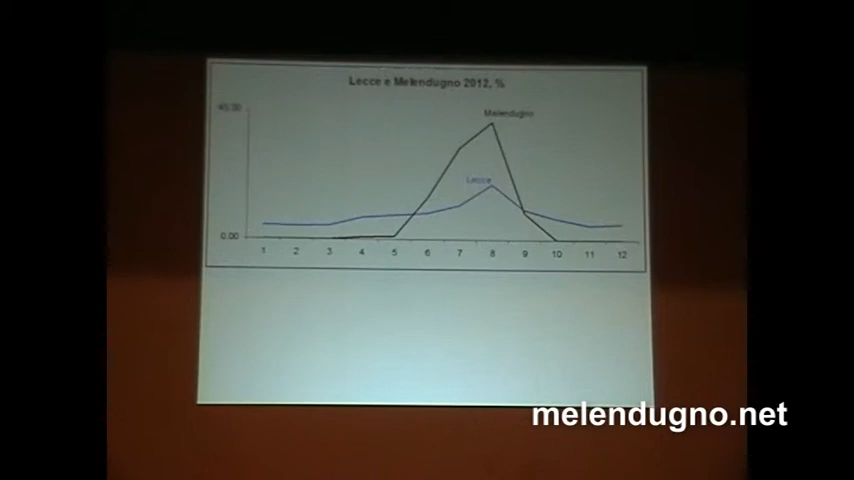 Lecce e Melendugno 2012, %
45.00
Melendugno
Lecce
0.00
1 2 3 4 5 6 7 8 9 10 11 12
melendugno.net